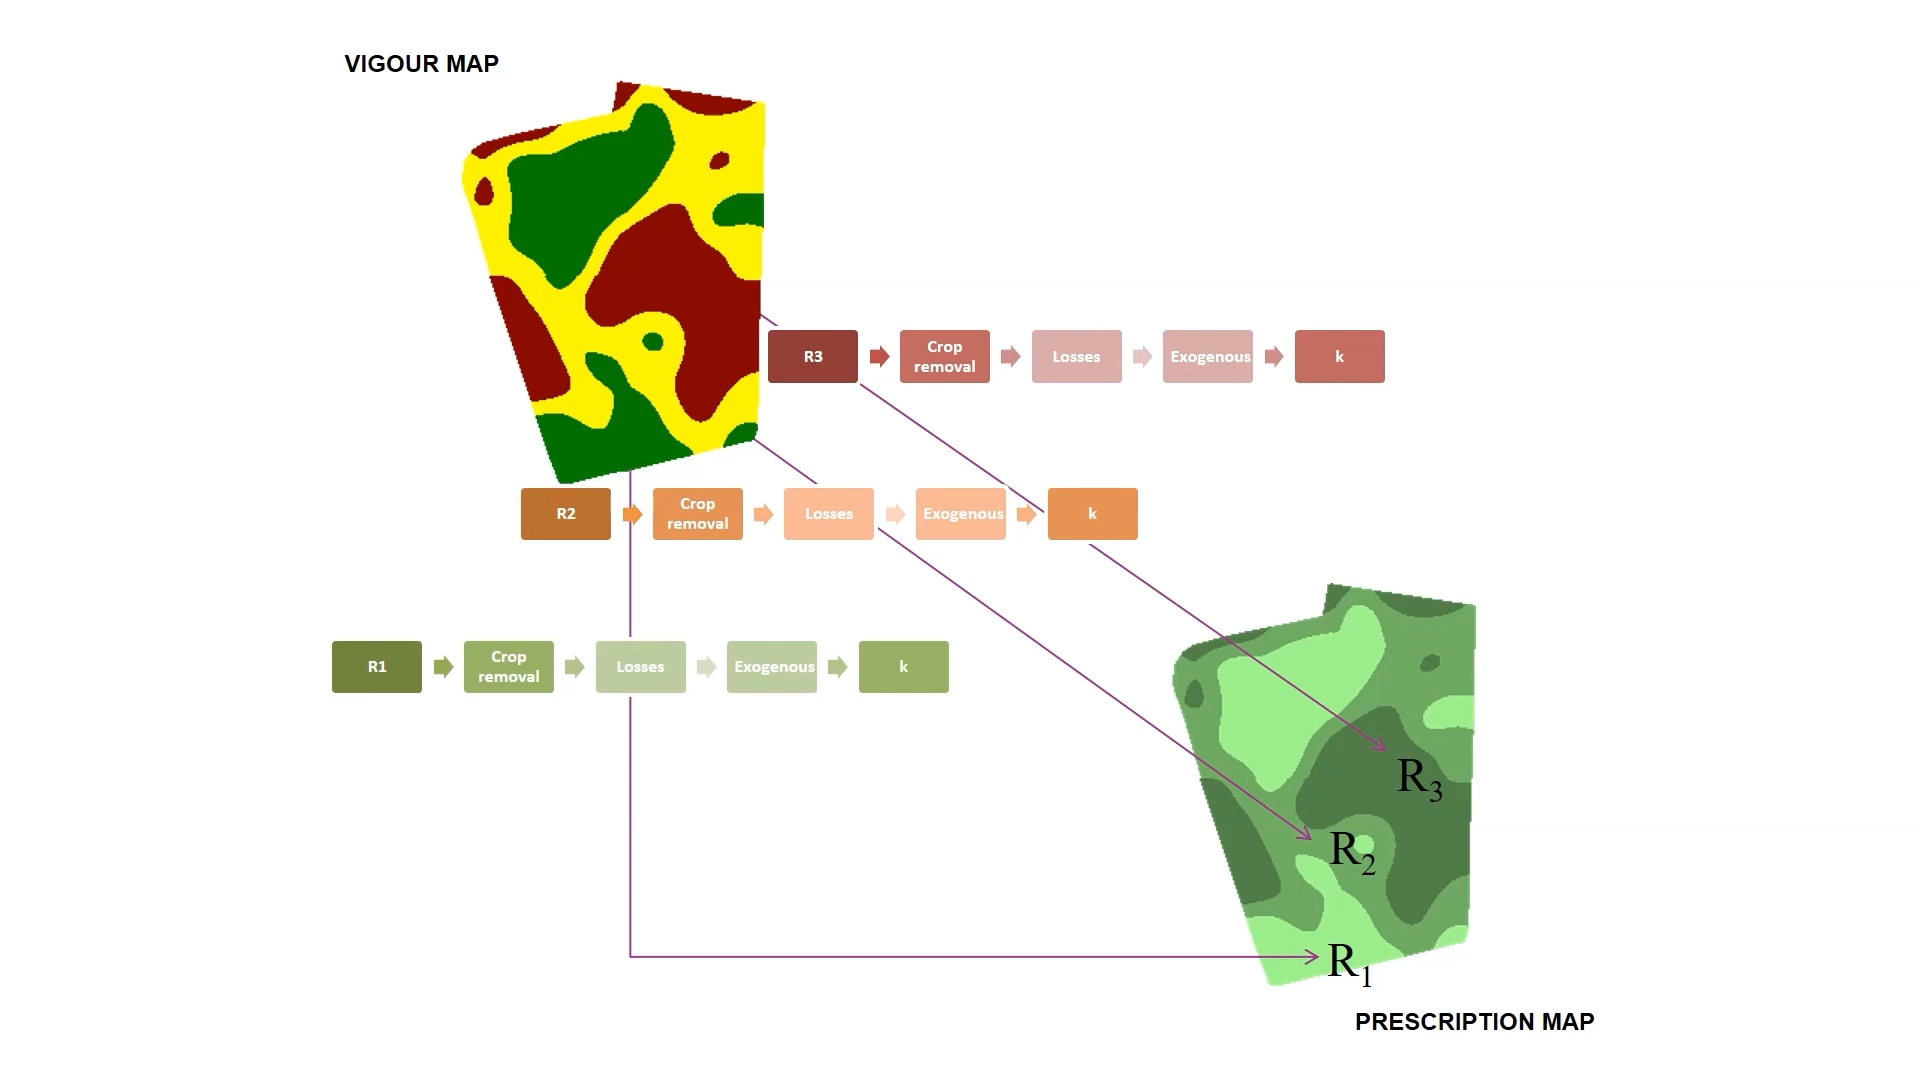 VIGOUR MAP
R3
Crop
removal
Losses
Exogenous
k
R2
Crop
removal
Losses
Exogenous
k
R1
Crop
removal
Losses
Exogenous
k
R3
R2
R1
PRESCRIPTION MAP